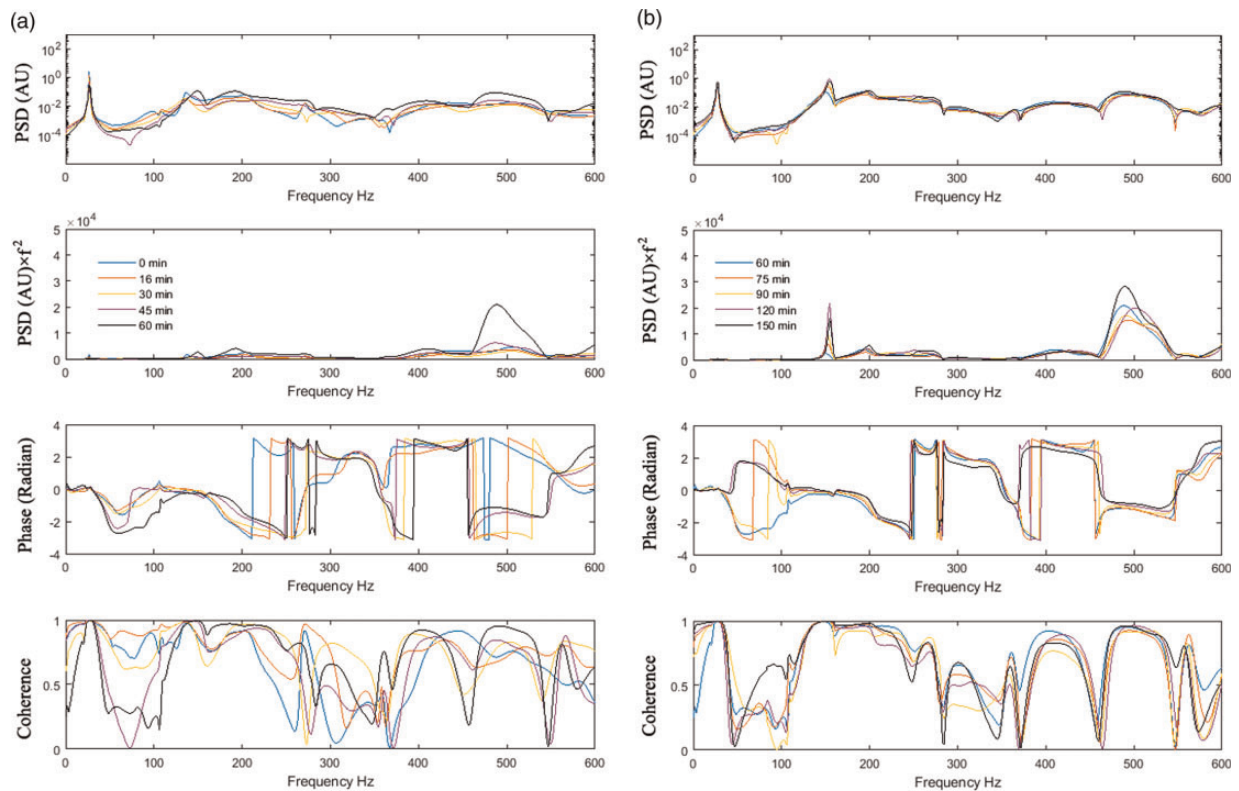 (a)
PSD (AU)
10^2
10^0
10^-2
10^-4
0 100 200 300 400 500 600
Frequency Hz
PSD (AU)×f^-2
× 10^4
5
4
3
2
1
0
0 min
16 min
30 min
45 min
60 min
0 100 200 300 400 500 600
Frequency Hz
Phase (Radian)
4
2
0
-2
-4
0 100 200 300 400 500 600
Frequency Hz
Coherence
1
0.5
0
0 100 200 300 400 500 600
Frequency Hz
(b)
PSD (AU)
10^2
10^0
10^-2
10^-4
0 100 200 300 400 500 600
Frequency Hz
PSD (AU)×f^-2
× 10^4
5
4
3
2
1
0
60 min
75 min
90 min
120 min
150 min
0 100 200 300 400 500 600
Frequency Hz
Phase (Radian)
4
2
0
-2
-4
0 100 200 300 400 500 600
Frequency Hz
Coherence
1
0.5
0
0 100 200 300 400 500 600
Frequency Hz